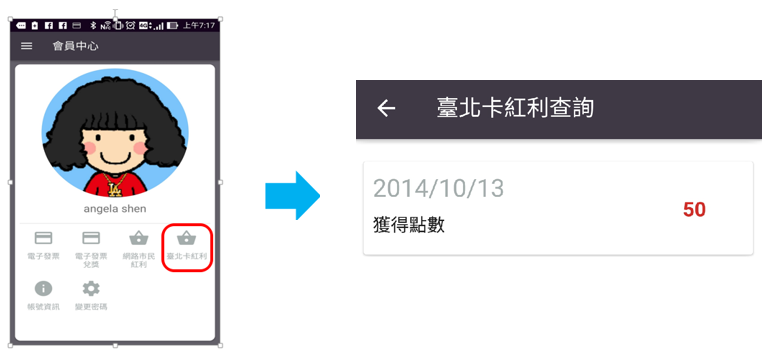 上午7:17
會員中心
LA
angela shen
電子發票
電子發票
兌獎
網路市民
紅利
臺北卡紅利
帳號資訊
變更密碼
臺北卡紅利查詢
2014/10/13
獲得點數
50